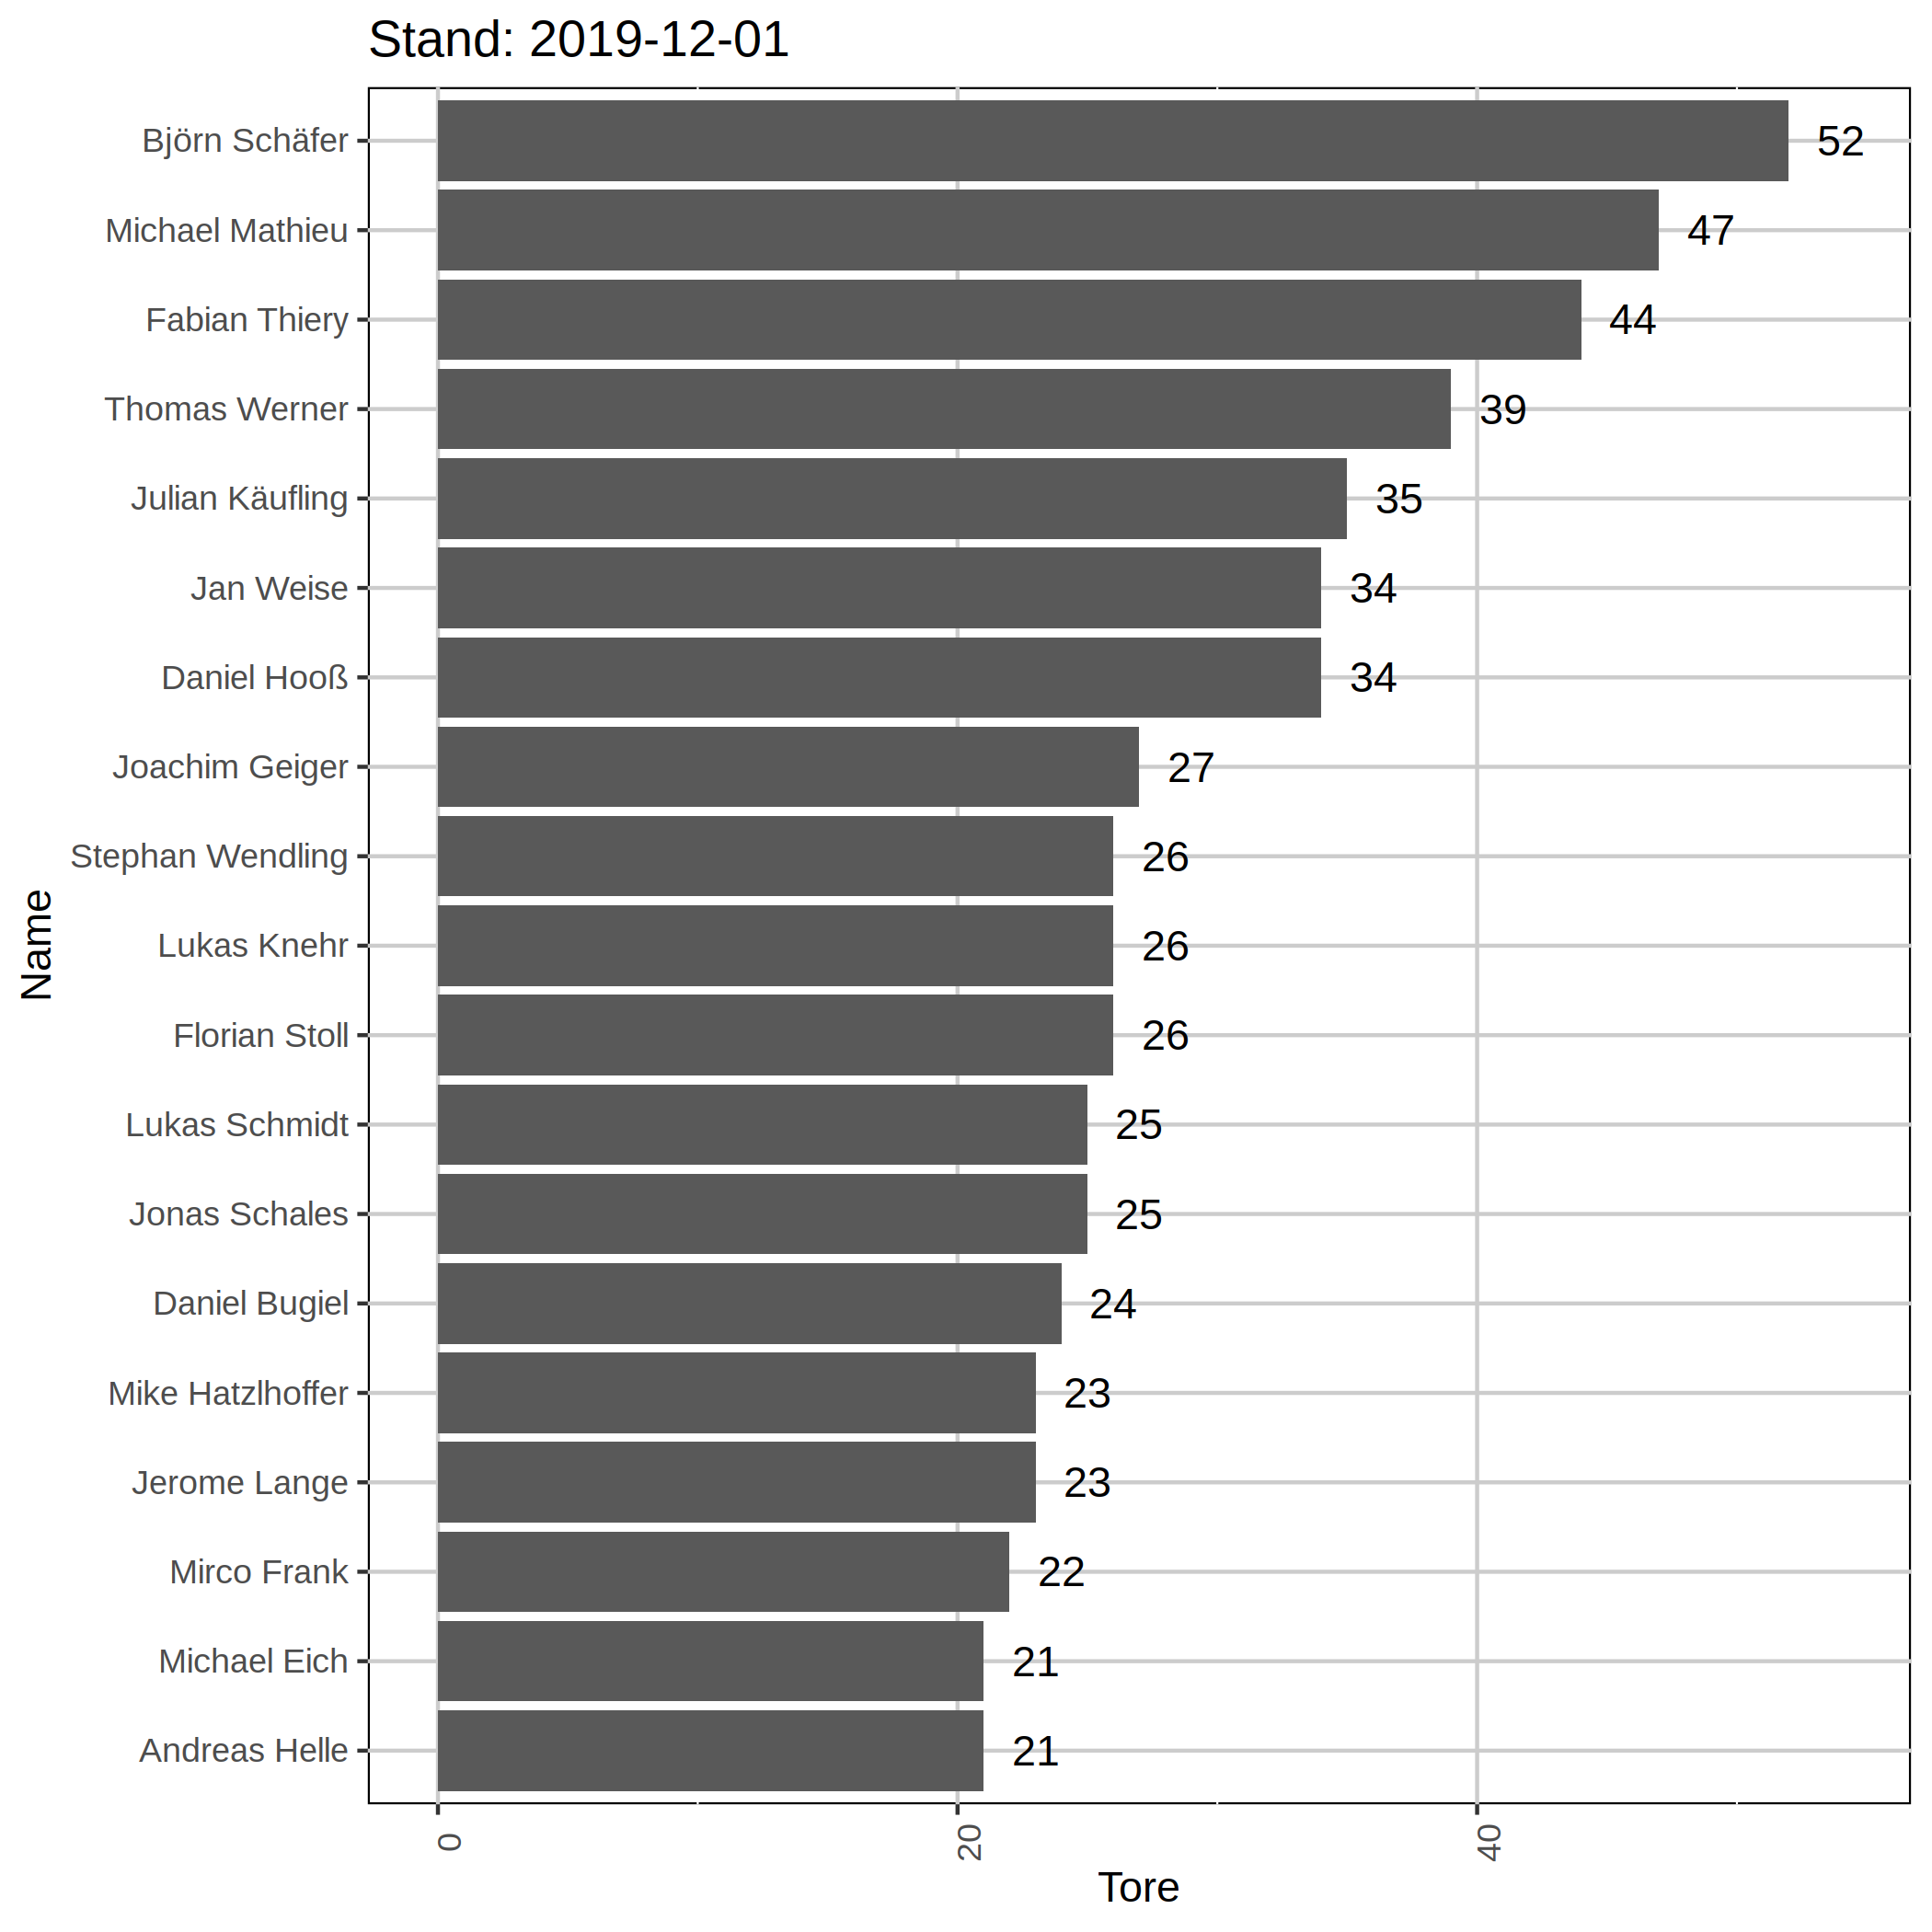 Stand: 2019-12-01
Björn Schäfer 52
Michael Mathieu 47
Fabian Thiery 44
Thomas Werner 39
Julian Käufling 35
Jan Weise 34
Daniel Hooß 34
Joachim Geiger 27
Stephan Wendling 26
Lukas Knehr 26
Florian Stoll 26
Lukas Schmidt 25
Jonas Schales 25
Daniel Bugiel 24
Mike Hatzlhoffer 23
Jerome Lange 23
Mirco Frank 22
Michael Eich 21
Andreas Helle 21
Name
0 20 40
Tore